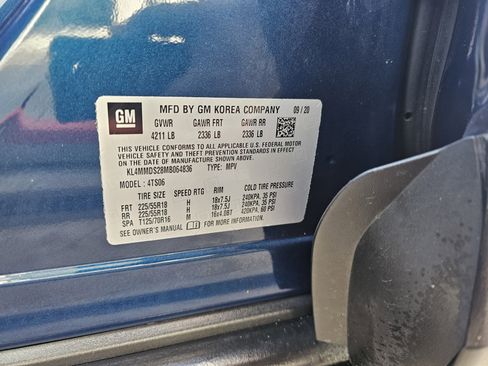 GM
MFD BY GM KOREA COMPANY 09 / 20
GVWR GAWR FRT GAWR RR
4211 LB 2336 LB 2336 LB
THIS VEHICLE CONFORMS TO ALL APPLICABLE U.S. FEDERAL MOTOR
VEHICLE SAFETY AND THEFT PREVENTION STANDARDS IN EFFECT
ON THE DATE OF MANUFACTURE SHOWN ABOVE.
KL4MMDS28MB064836 TYPE: MPV
MODEL : 4TS06
TIRE SIZE SPEED RTG RIM COLD TIRE PRESSURE
FRT 225/55R18 H 18x7.5J 240KPA, 35 PSI
RR 225/55R18 H 18x7.5J 240KPA, 35 PSI
SPA T125/70R16 M 16x4.0BT 420KPA, 60 PSI
SEE OWNER'S MANUAL FOR MORE INFORMATION